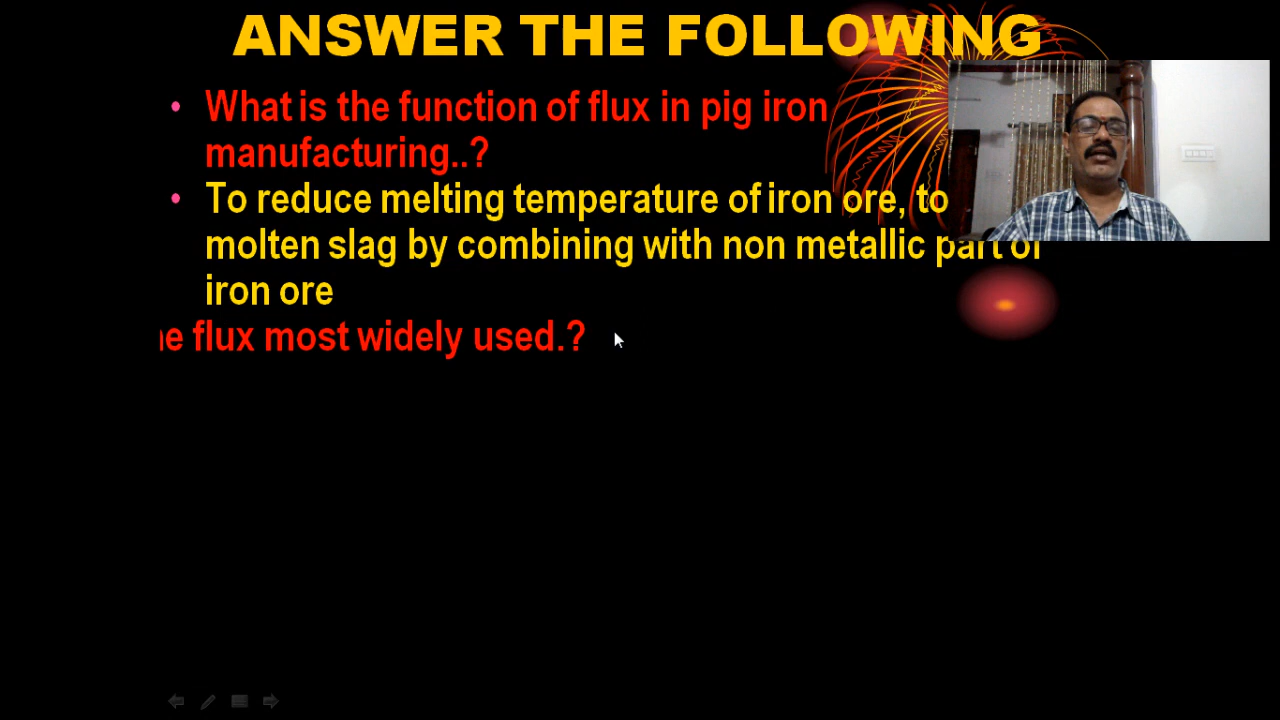 ANSWER THE FOLLOWING
• What is the function of flux in pig iron
manufacturing..?
• To reduce melting temperature of iron ore, to
molten slag by combining with non metallic part of
iron ore
flux most widely used.?